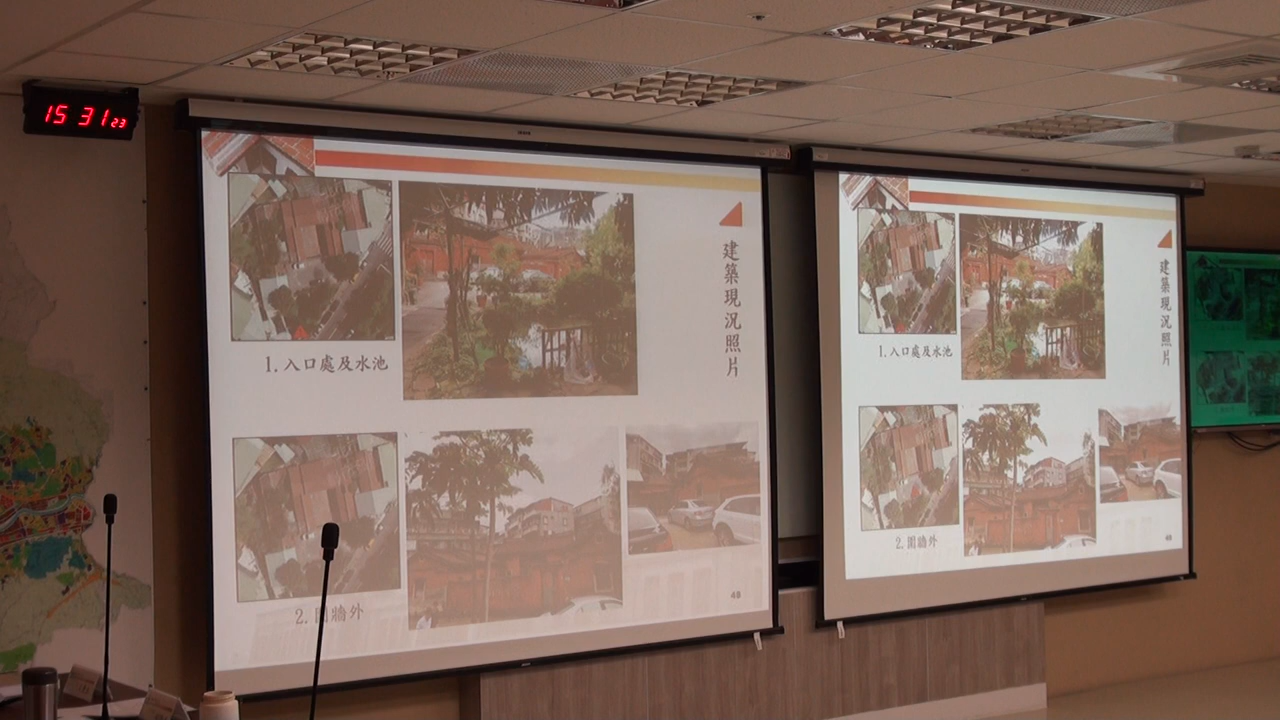 15 31 23
建築現況照片
1. 入口處及水池
2. 圍牆外
48
建築現況照片
1. 入口處及水池
2. 圍牆外
48